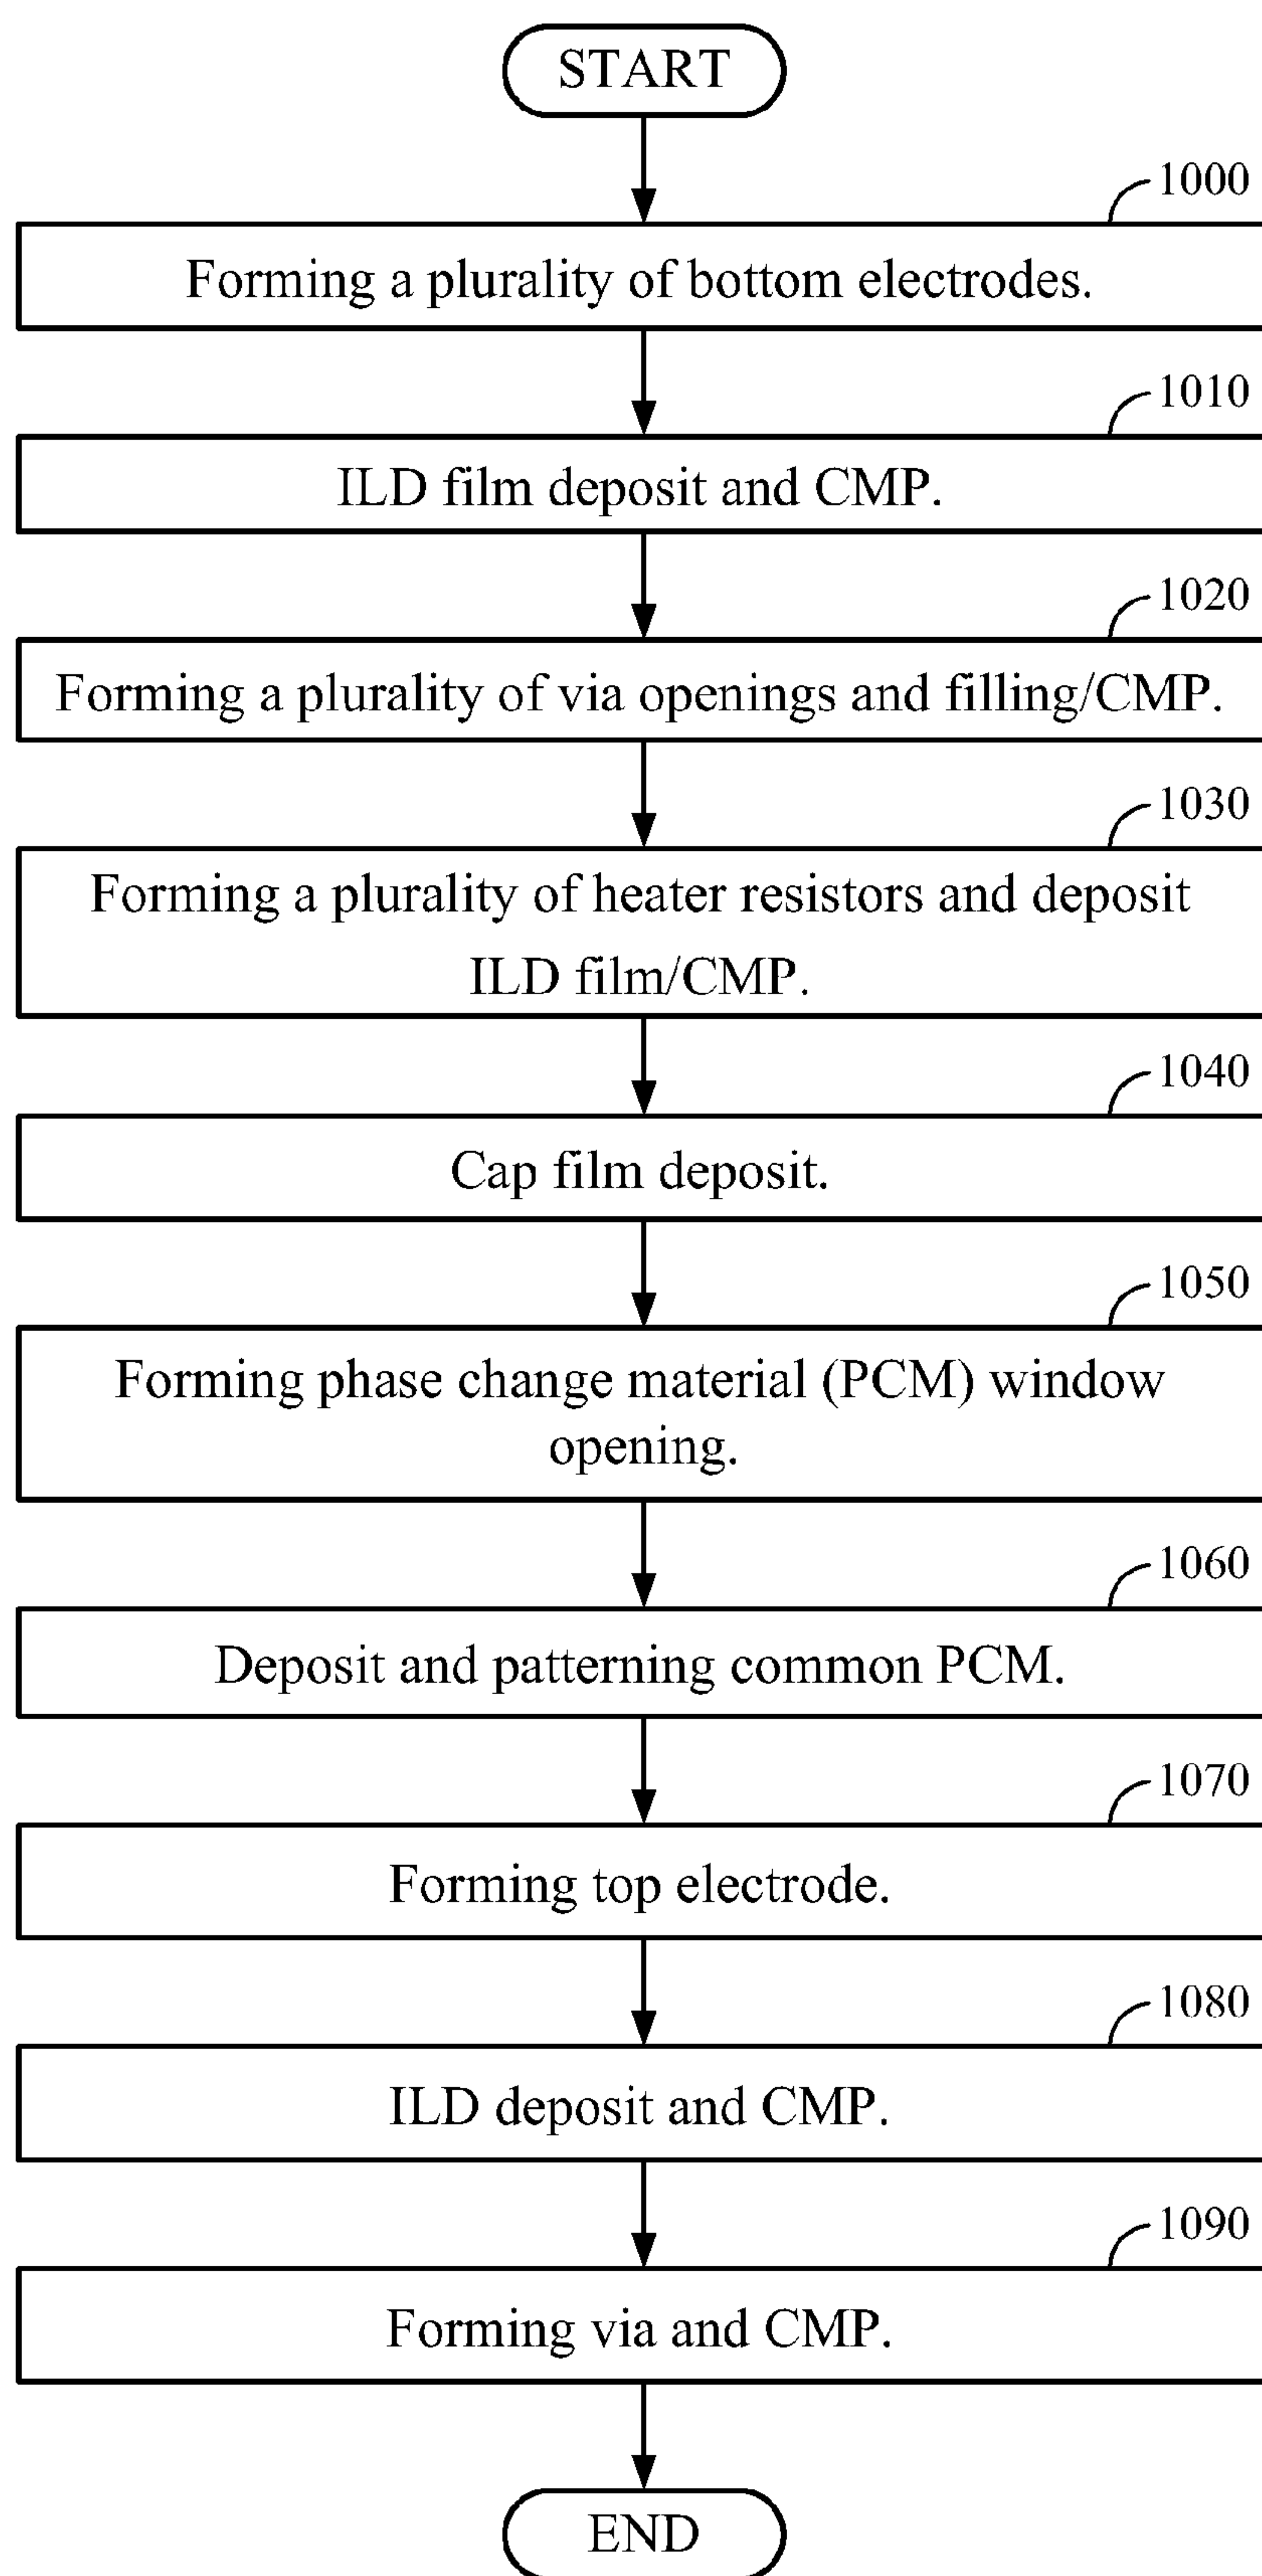 START
1000
Forming a plurality of bottom electrodes.
1010
ILD film deposit and CMP.
1020
Forming a plurality of via openings and filling/CMP.
1030
Forming a plurality of heater resistors and deposit
ILD film/CMP.
1040
Cap film deposit.
1050
Forming phase change material (PCM) window
opening.
1060
Deposit and patterning common PCM.
1070
Forming top electrode.
1080
ILD deposit and CMP.
1090
Forming via and CMP.
END